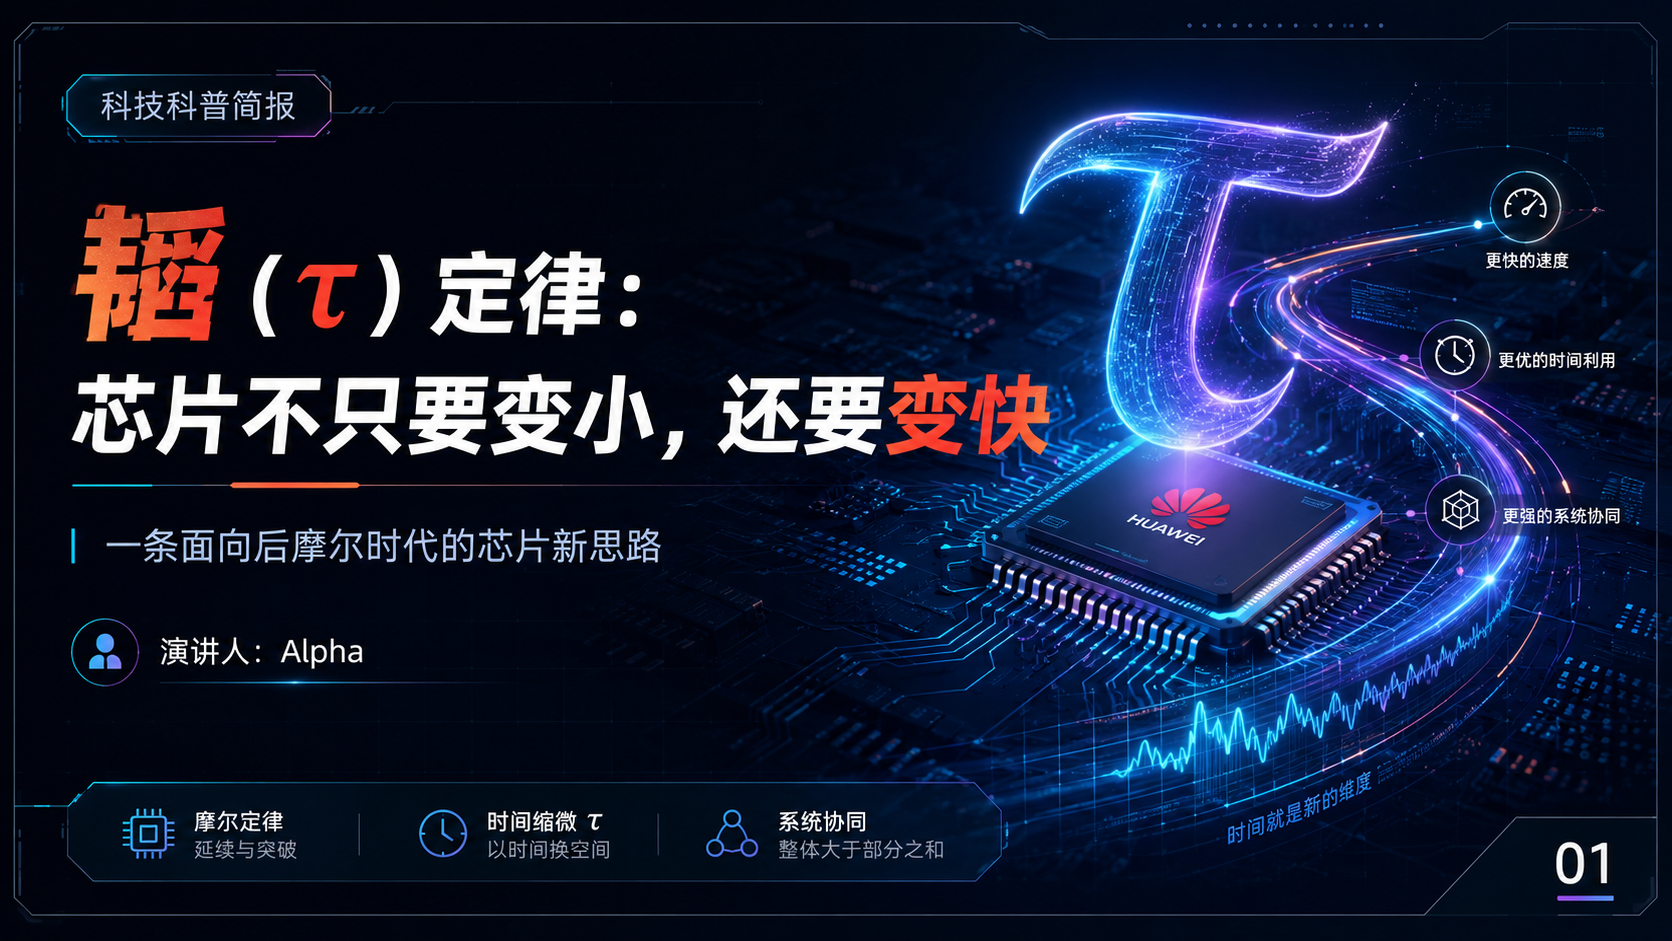 科技科普简报
韬（τ）定律：
芯片不只要变小，还要变快
一条面向后摩尔时代的芯片新思路
演讲人：Alpha
摩尔定律
延续与突破
时间缩微 τ
以时间换空间
系统协同
整体大于部分之和
τ
更快的速度
更优的时间利用
更强的系统协同
HUAWEI
时间就是新的维度
01